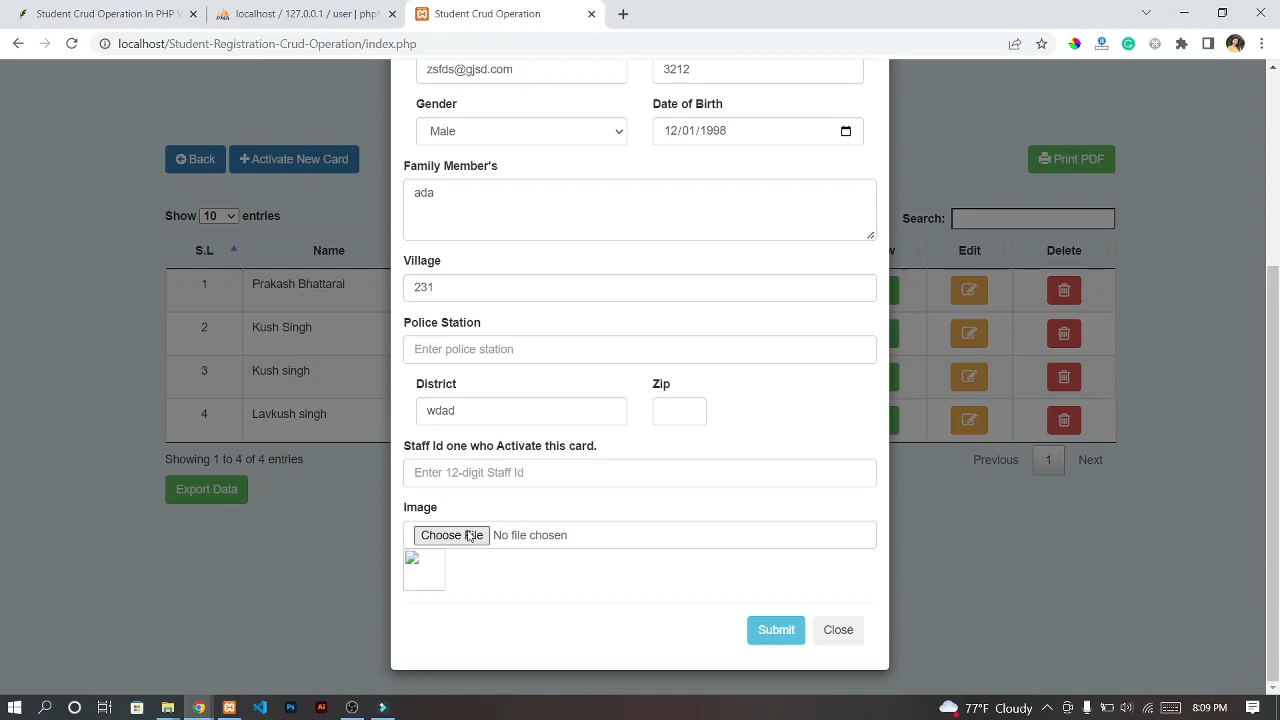 Student Crud Operation in PHP V
localhost / 127.0.0.1 / user | php
Student Crud Operation
localhost/Student-Registration-Crud-Operation/index.php
zsfds@gjsd.com
3212
Gender
Date of Birth
Male
12/01/1998
Back
Activate New Card
Print PDF
Family Member's
ada
Show 10 entries
Search:
S.L
Name
Edit
Delete
Village
231
1
Prakash Bhattarai
2
Kush Singh
Police Station
Enter police station
3
Kush singh
District
Zip
wdad
4
Lavkush singh
Staff Id one who Activate this card.
Showing 1 to 4 of 4 entries
Previous
1
Next
Enter 12-digit Staff Id
Export Data
Image
Choose File No file chosen
Submit
Close
77°F Cloudy
8:09 PM